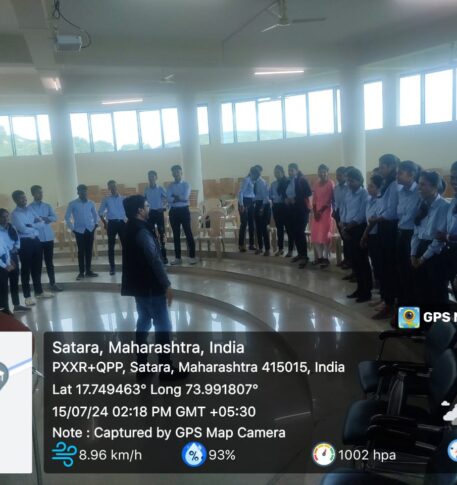 GPS M
Satara, Maharashtra, India
PXXR+QPP, Satara, Maharashtra 415015, India
Lat 17.749463° Long 73.991807°
15/07/24 02:18 PM GMT +05:30
Note : Captured by GPS Map Camera
8.96 km/h
93%
1002 hpa